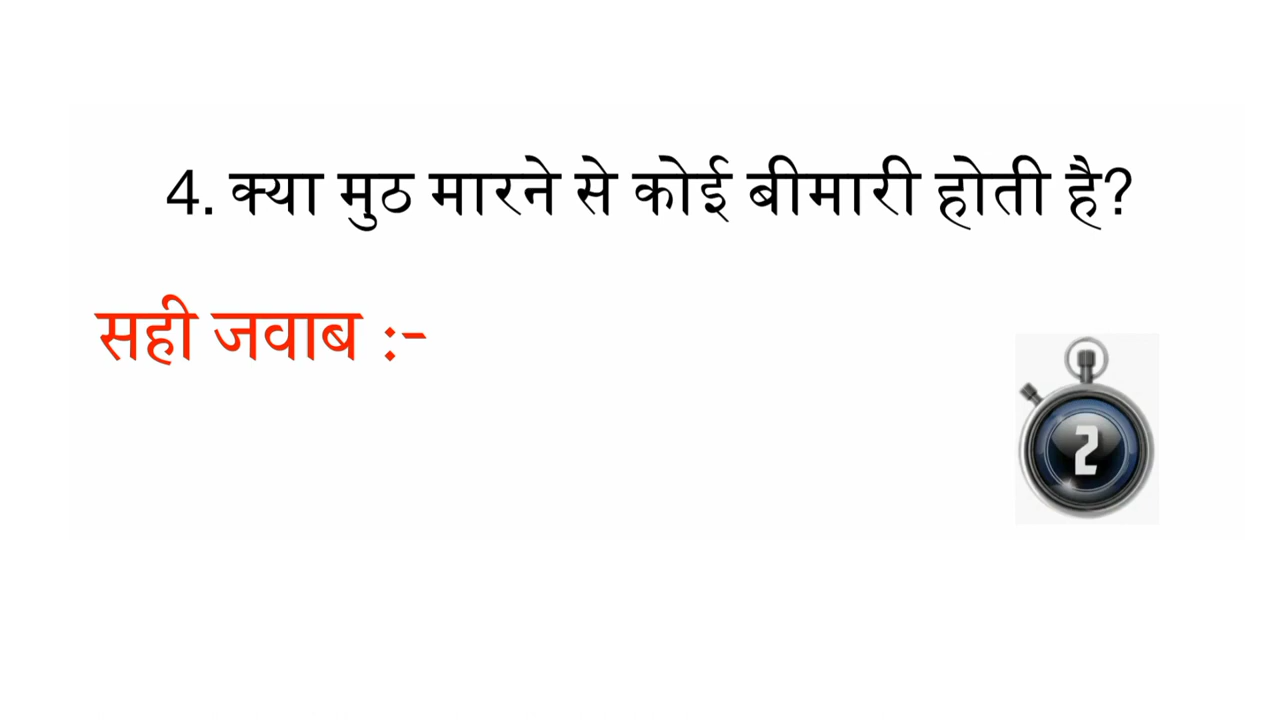 4. क्या मुठ मारने से कोई बीमारी होती है?
सही जवाब :-
2